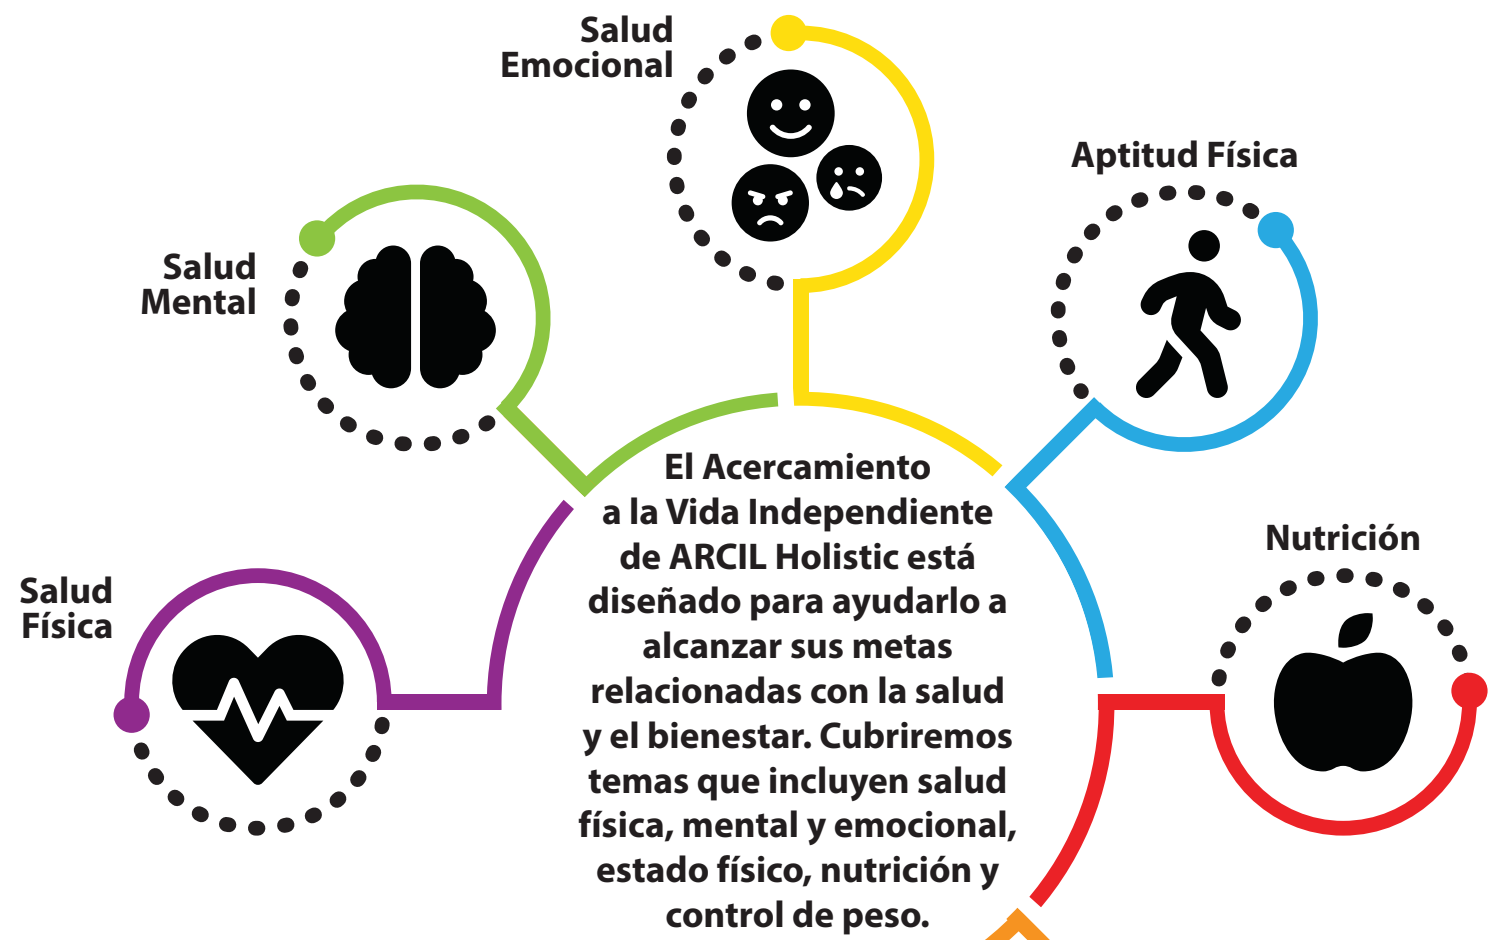 Salud
Emocional
Aptitud Física
Salud
Mental
El Acercamiento
a la Vida Independiente
de ARCIL Holistic está
diseñado para ayudarlo a
alcanzar sus metas
relacionadas con la salud
y el bienestar. Cubriremos
temas que incluyen salud
física, mental y emocional,
estado físico, nutrición y
control de peso.
Nutrición
Salud
Física